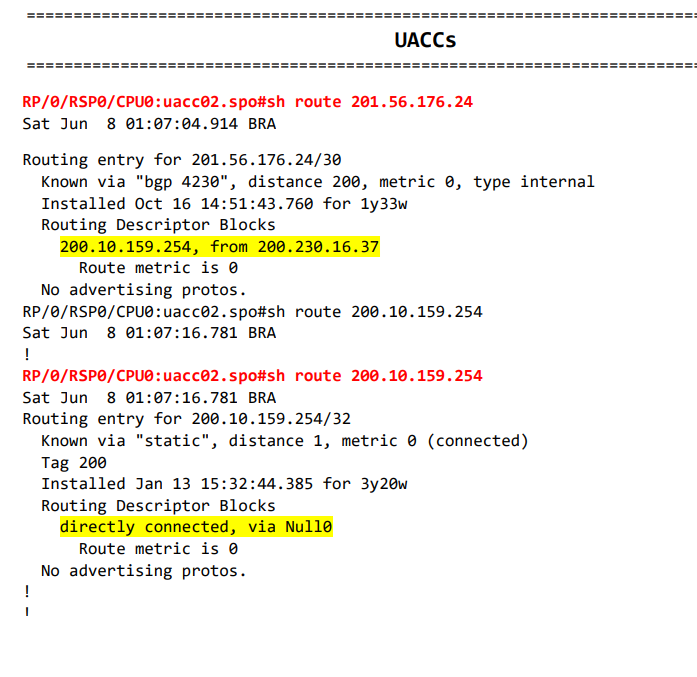 ==========================================================================
UACCs
==========================================================================
RP/0/RSP0/CPU0:uacc02.spo#sh route 201.56.176.24
Sat Jun  8 01:07:04.914 BRA
Routing entry for 201.56.176.24/30
  Known via "bgp 4230", distance 200, metric 0, type internal
  Installed Oct 16 14:51:43.760 for 1y33w
  Routing Descriptor Blocks
    200.10.159.254, from 200.230.16.37
      Route metric is 0
  No advertising protos.
RP/0/RSP0/CPU0:uacc02.spo#sh route 200.10.159.254
Sat Jun  8 01:07:16.781 BRA
!
RP/0/RSP0/CPU0:uacc02.spo#sh route 200.10.159.254
Sat Jun  8 01:07:16.781 BRA
Routing entry for 200.10.159.254/32
  Known via "static", distance 1, metric 0 (connected)
  Tag 200
  Installed Jan 13 15:32:44.385 for 3y20w
  Routing Descriptor Blocks
    directly connected, via Null0
      Route metric is 0
  No advertising protos.
!
!